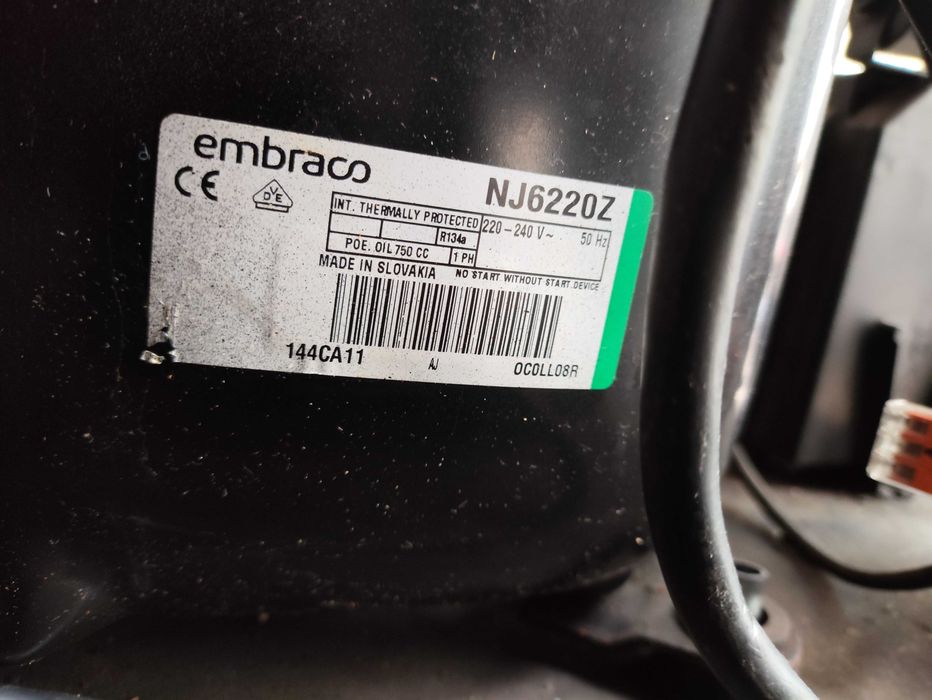 embraco
CE
VDE
NJ6220Z
INT. THERMALLY PROTECTED
220-240 V~ 50 Hz
R134a
POE. OIL 750 CC
1 PH
MADE IN SLOVAKIA
NO START WITHOUT START DEVICE
144CA11
AJ
0C0LL08R